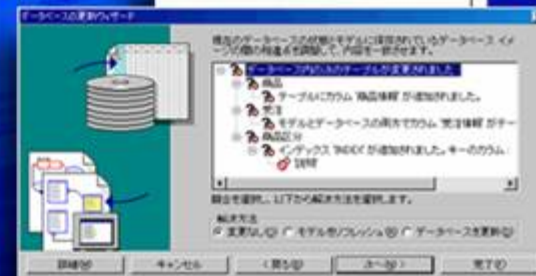 データベースの更新ウィザード
現在のデータベースの状態とモデルに保存されているデータベース イメ
ージの間の相違点を調整して、内容を一致させます。
データベース内の次のテーブルが変更されました
商品
テーブルにカラム '商品情報' が追加されました。
受注
モデルとデータベースの両方でカラム '受注情報' がテー
商品区分
インデックス 'INDEX' が追加されました。キーのカラム :
説明
競合を選択し、以下から解決方法を選択します。
解決方法
変更なし(U)
モデルをリフレッシュ(R)
データベースを更新(D)
詳細
キャンセル
< 戻る(B)
次へ(N) >
完了